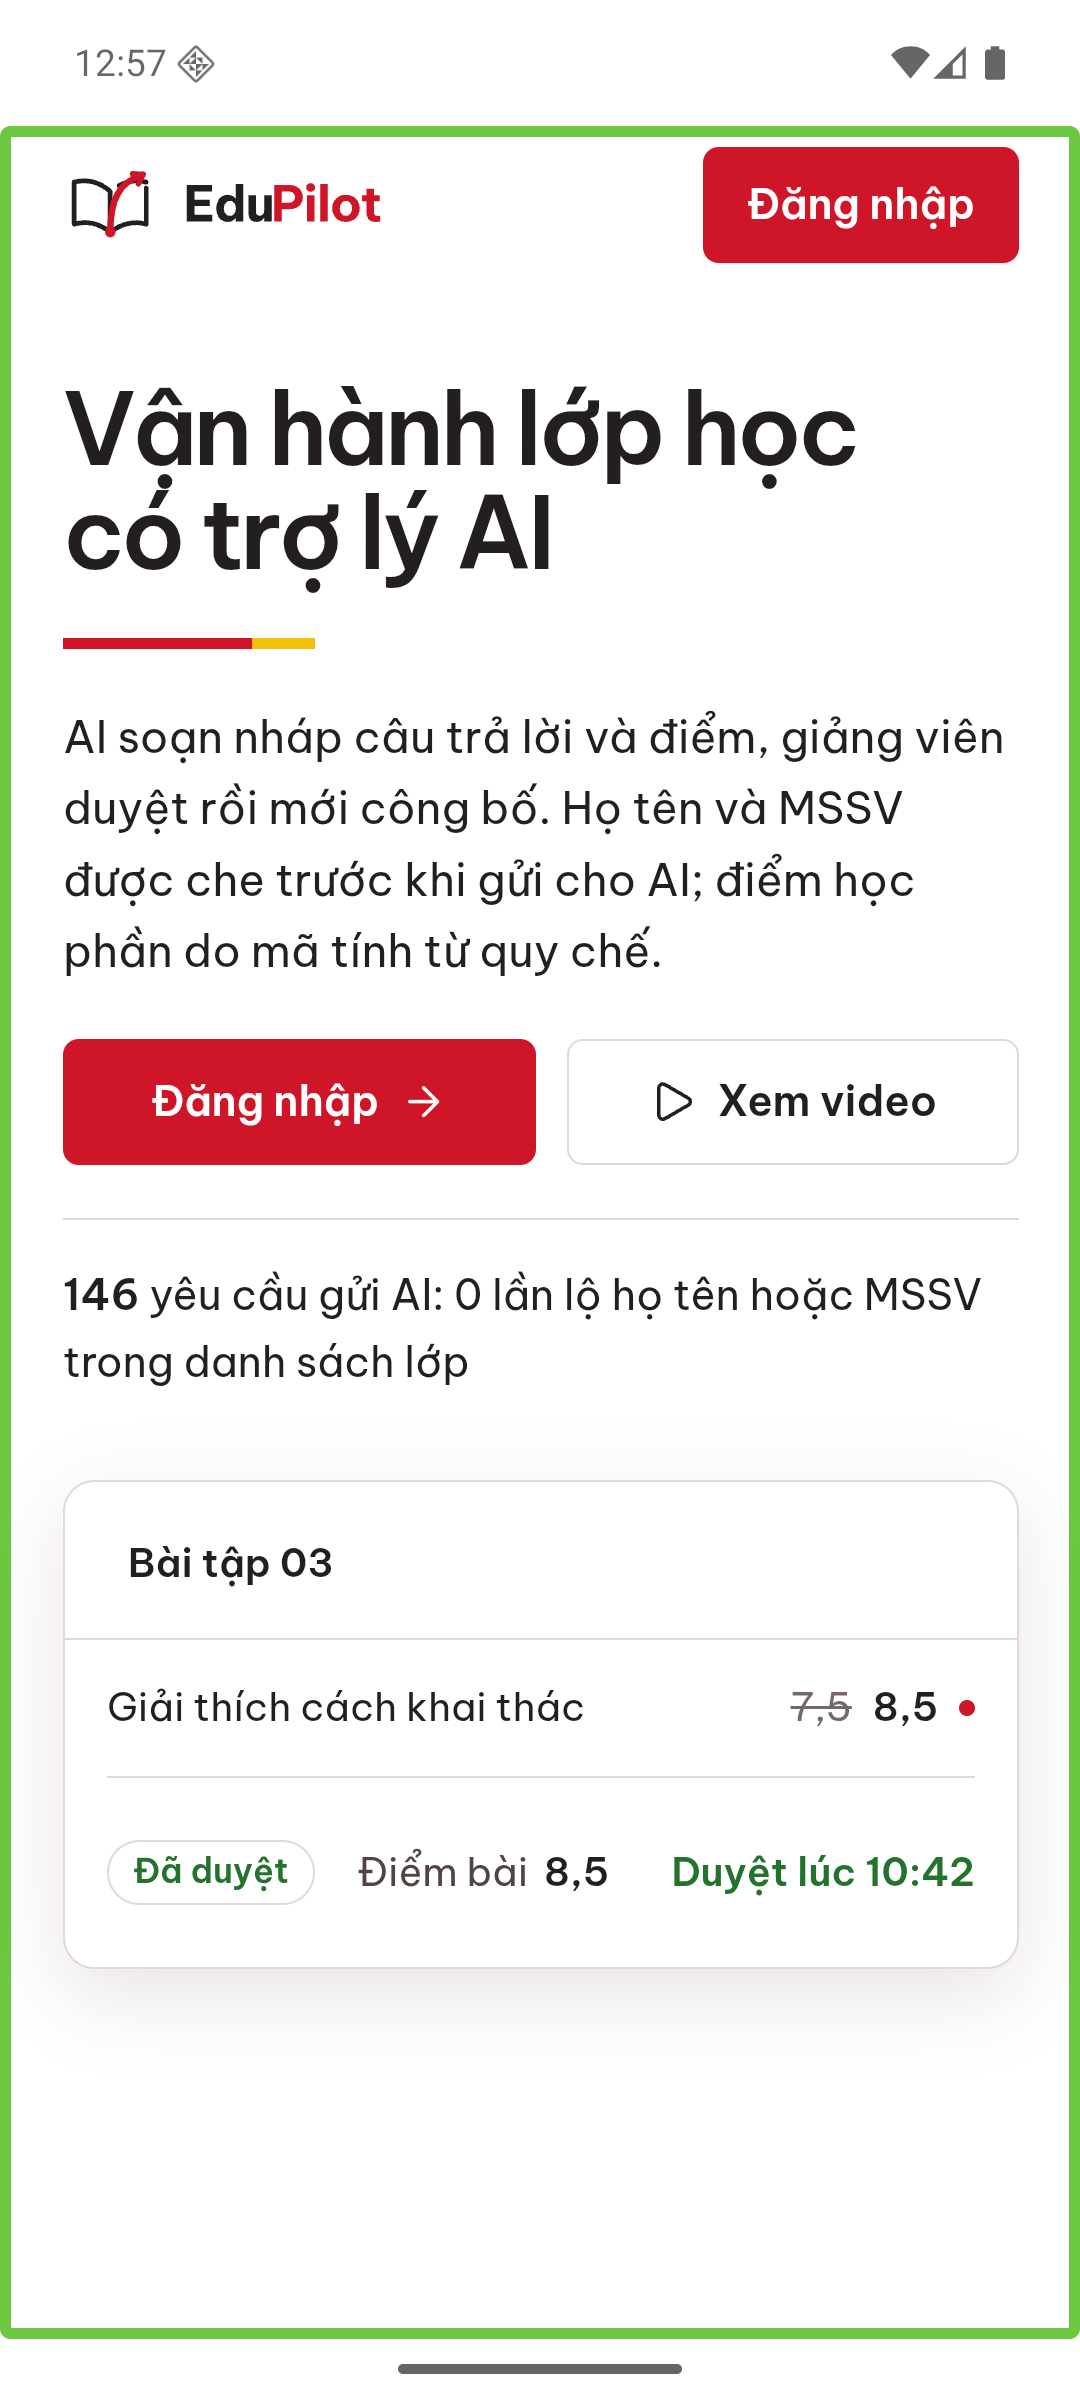 12:57
EduPilot
Đăng nhập
Vận hành lớp học
có trợ lý AI
AI soạn nháp câu trả lời và điểm, giảng viên
duyệt rồi mới công bố. Họ tên và MSSV
được che trước khi gửi cho AI; điểm học
phần do mã tính từ quy chế.
Đăng nhập
Xem video
146 yêu cầu gửi AI: 0 lần lộ họ tên hoặc MSSV
trong danh sách lớp
Bài tập 03
Giải thích cách khai thác 7,5 8,5
Đã duyệt Điểm bài 8,5 Duyệt lúc 10:42